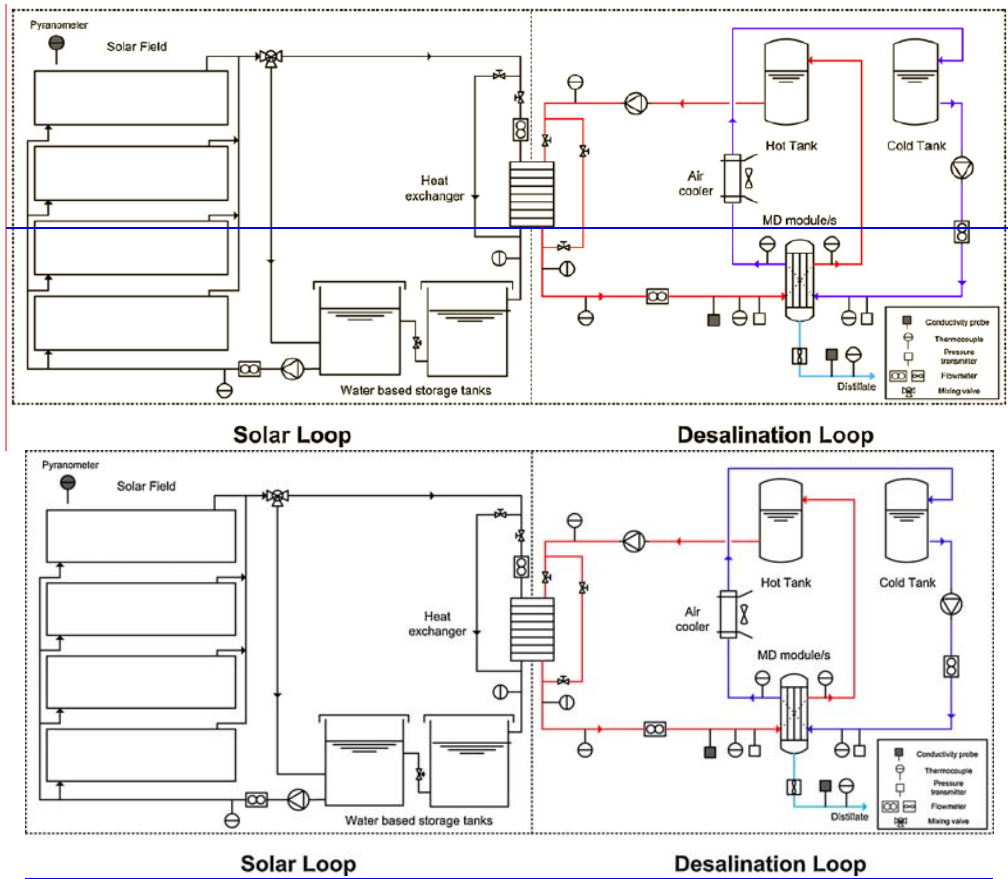 Pyranometer
Solar Field
Heat
exchanger
Water based storage tanks
Hot Tank
Cold Tank
Air
cooler
MD module/s
Distillate
Conductivity probe
Thermocouple
Pressure
transmitter
Flowmeter
Mixing valve
Solar Loop
Desalination Loop
Pyranometer
Solar Field
Heat
exchanger
Water based storage tanks
Hot Tank
Cold Tank
Air
cooler
MD module/s
Distillate
Conductivity probe
Thermocouple
Pressure
transmitter
Flowmeter
Mixing valve
Solar Loop
Desalination Loop